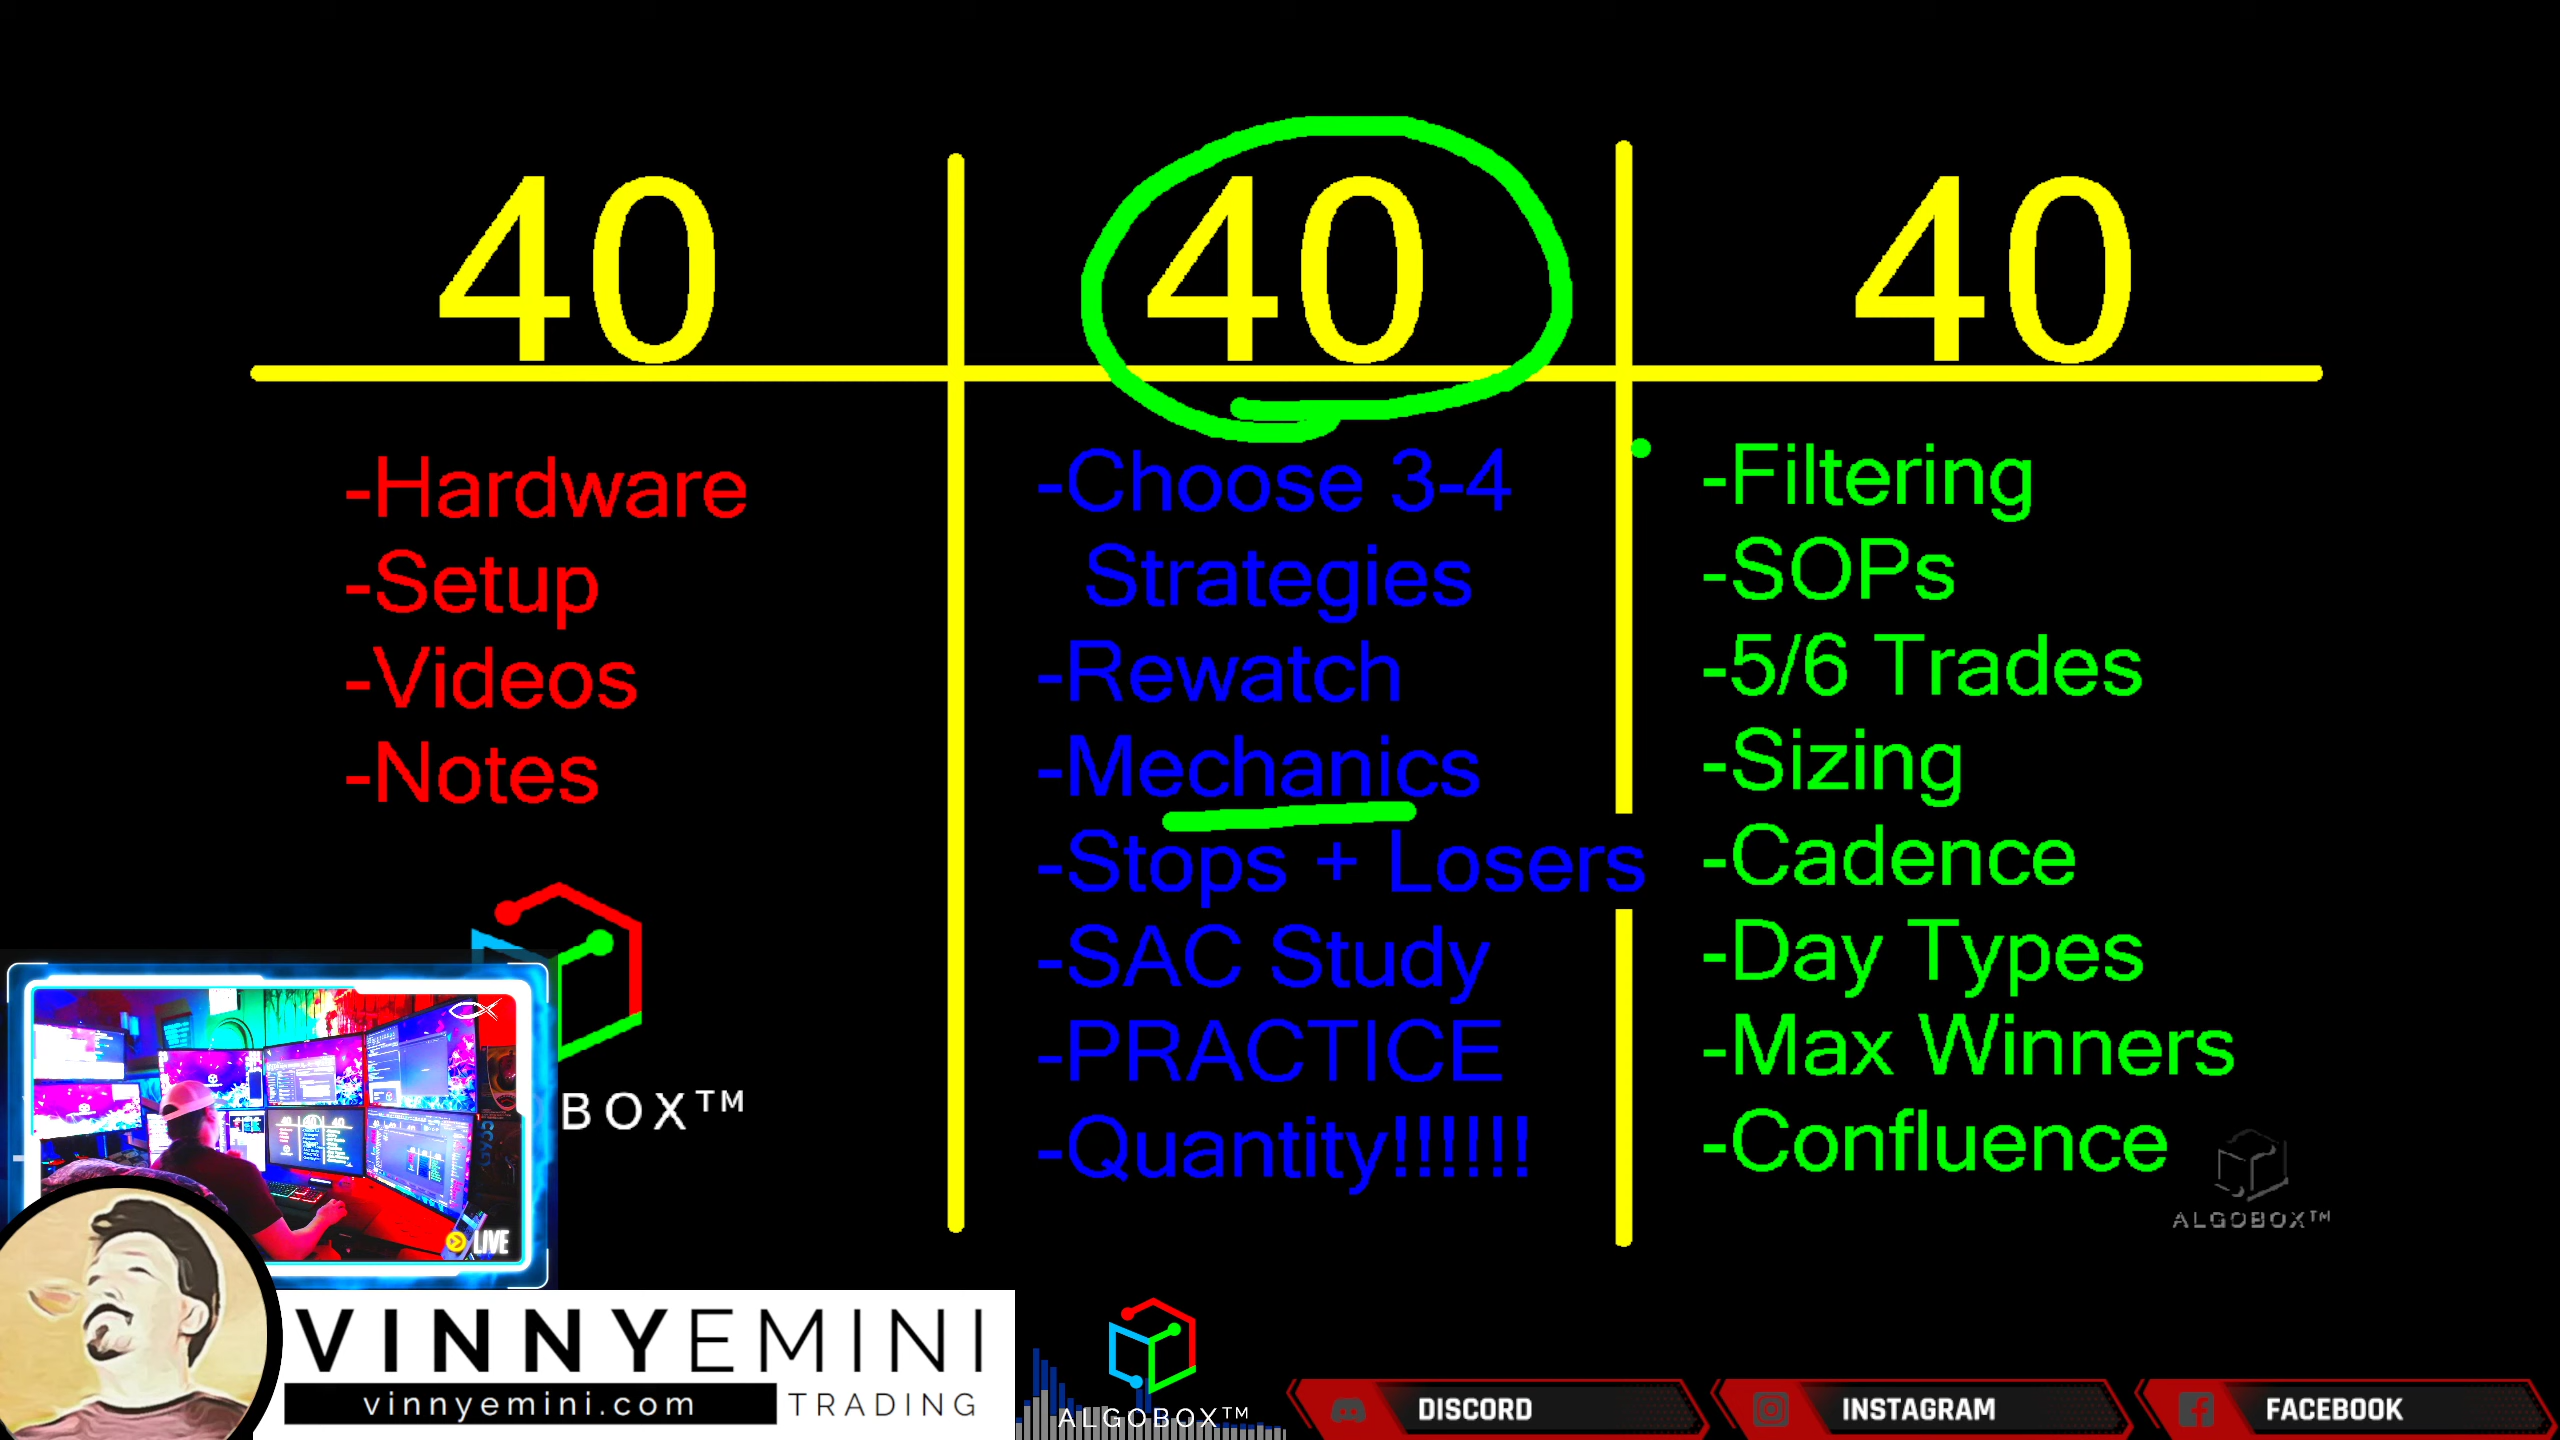 40
40
40
-Hardware
-Setup
-Videos
-Notes
-Choose 3-4
Strategies
-Rewatch
-Mechanics
-Stops + Losers
-SAC Study
-PRACTICE
-Quantity!!!!!!
-Filtering
-SOPs
-5/6 Trades
-Sizing
-Cadence
-Day Types
-Max Winners
-Confluence
BOX™
ALGOBOX™
LIVE
VINNYEMINI
vinnyemini.com
TRADING
ALGOBOX™
DISCORD
INSTAGRAM
FACEBOOK